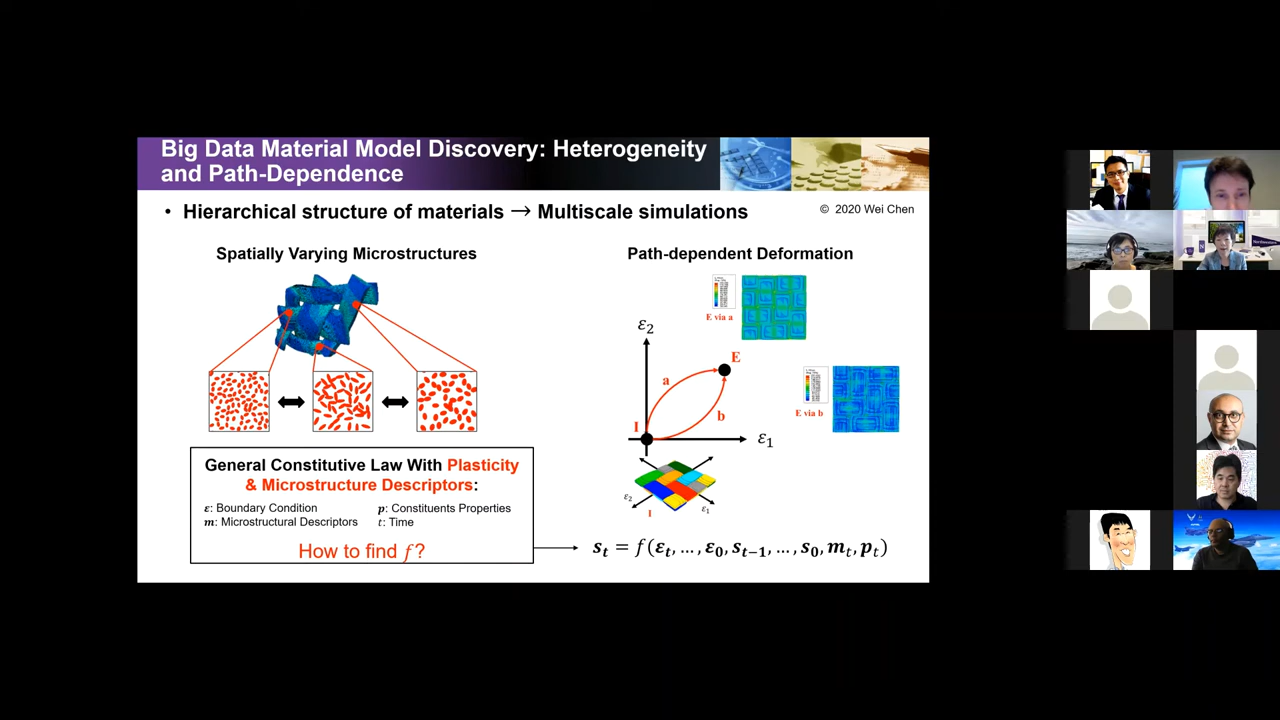 Big Data Material Model Discovery: Heterogeneity
and Path-Dependence
• Hierarchical structure of materials → Multiscale simulations
© 2020 Wei Chen
Spatially Varying Microstructures
Path-dependent Deformation
E via a
ε₂
E
a
E via b
b
I
ε₁
General Constitutive Law With Plasticity
& Microstructure Descriptors:
ε: Boundary Condition
p: Constituents Properties
m: Microstructural Descriptors
t: Time
How to find f?
ε₂
I
ε₁
sₜ = f(εₜ, …, ε₀, sₜ₋₁, …, s₀, mₜ, pₜ)
Northwestern